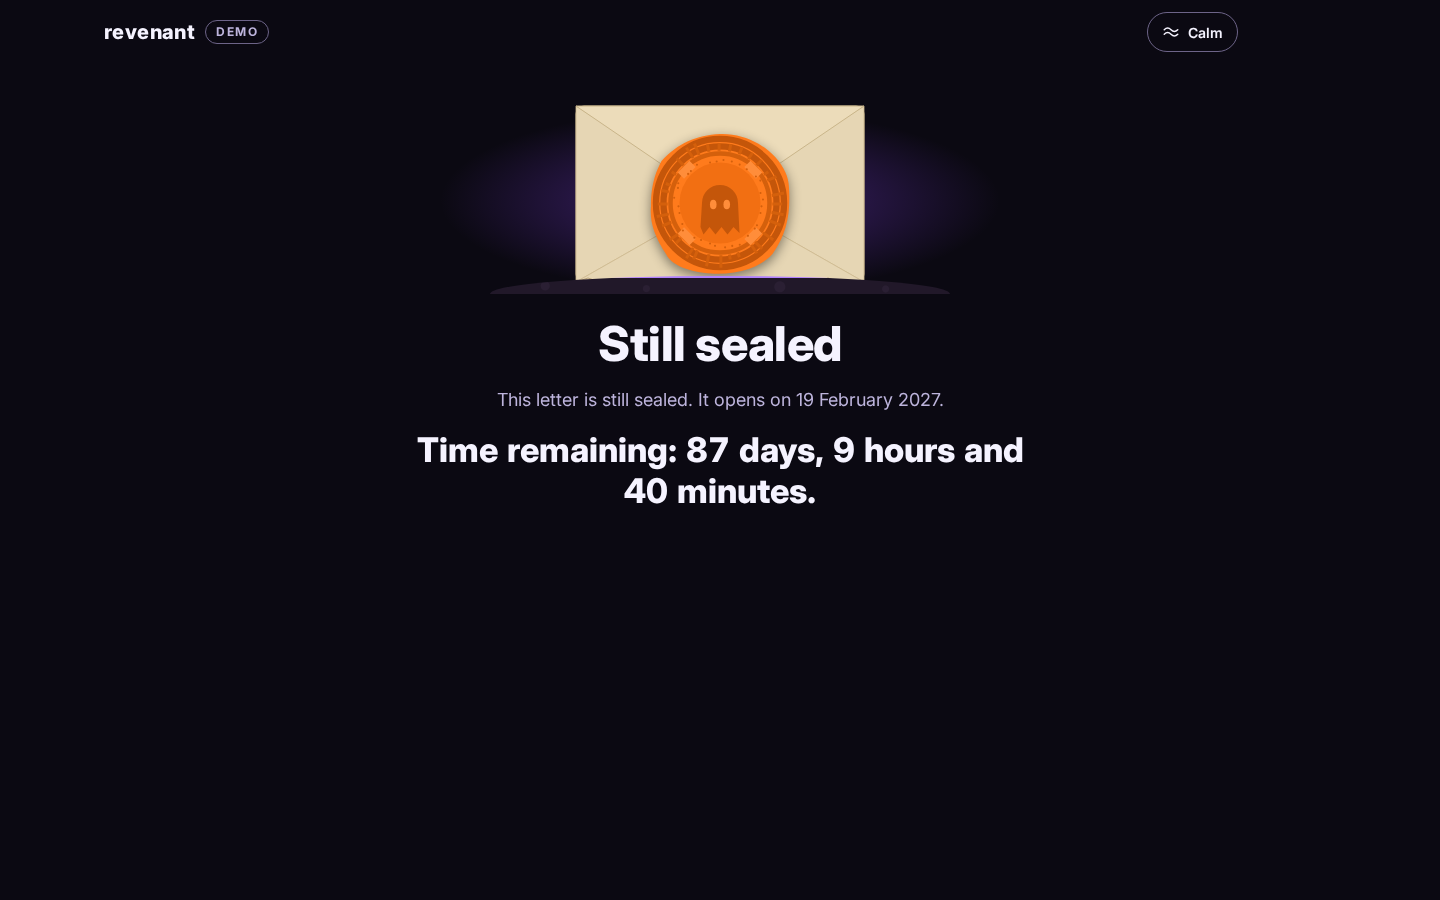 revenant DEMO
Calm
Still sealed
This letter is still sealed. It opens on 19 February 2027.
Time remaining: 87 days, 9 hours and
40 minutes.